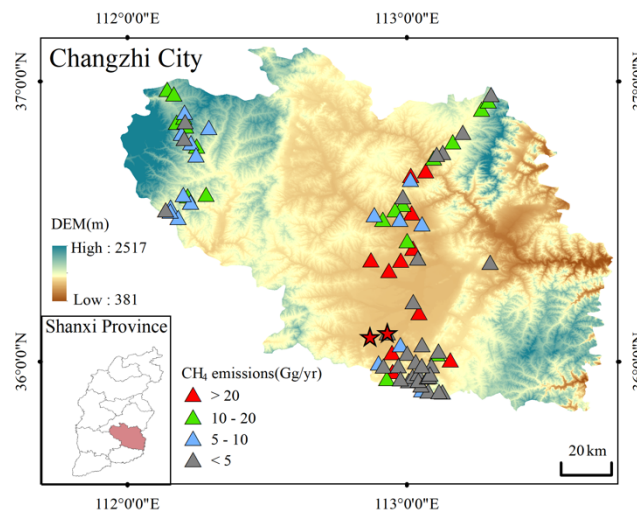 112°0'0"E
113°0'0"E
Changzhi City
37°0'0"N
37°0'0"N
DEM(m)
High : 2517
Low : 381
36°0'0"N
36°0'0"N
Shanxi Province
CH₄ emissions(Gg/yr)
> 20
10 - 20
5 - 10
< 5
20 km
112°0'0"E
113°0'0"E